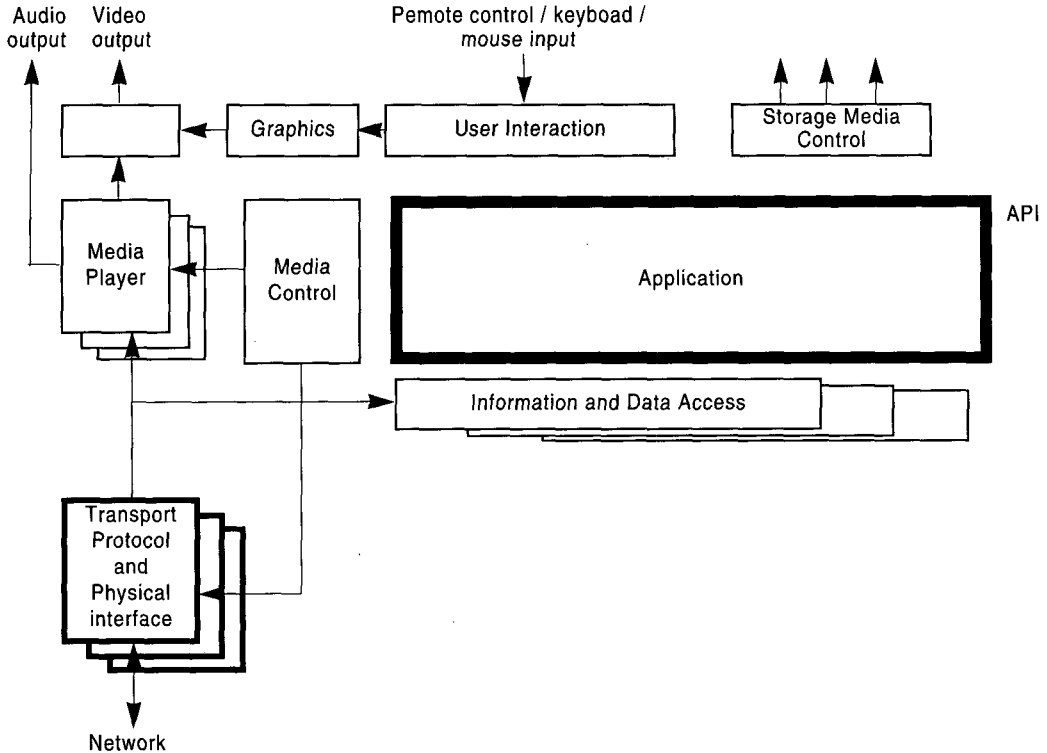 Audio
output
Video
output
Pemote control / keyboad /
mouse input
Graphics
User Interaction
Storage Media
Control
Media
Player
Media
Control
Application
API
Information and Data Access
Transport
Protocol
and
Physical
interface
Network